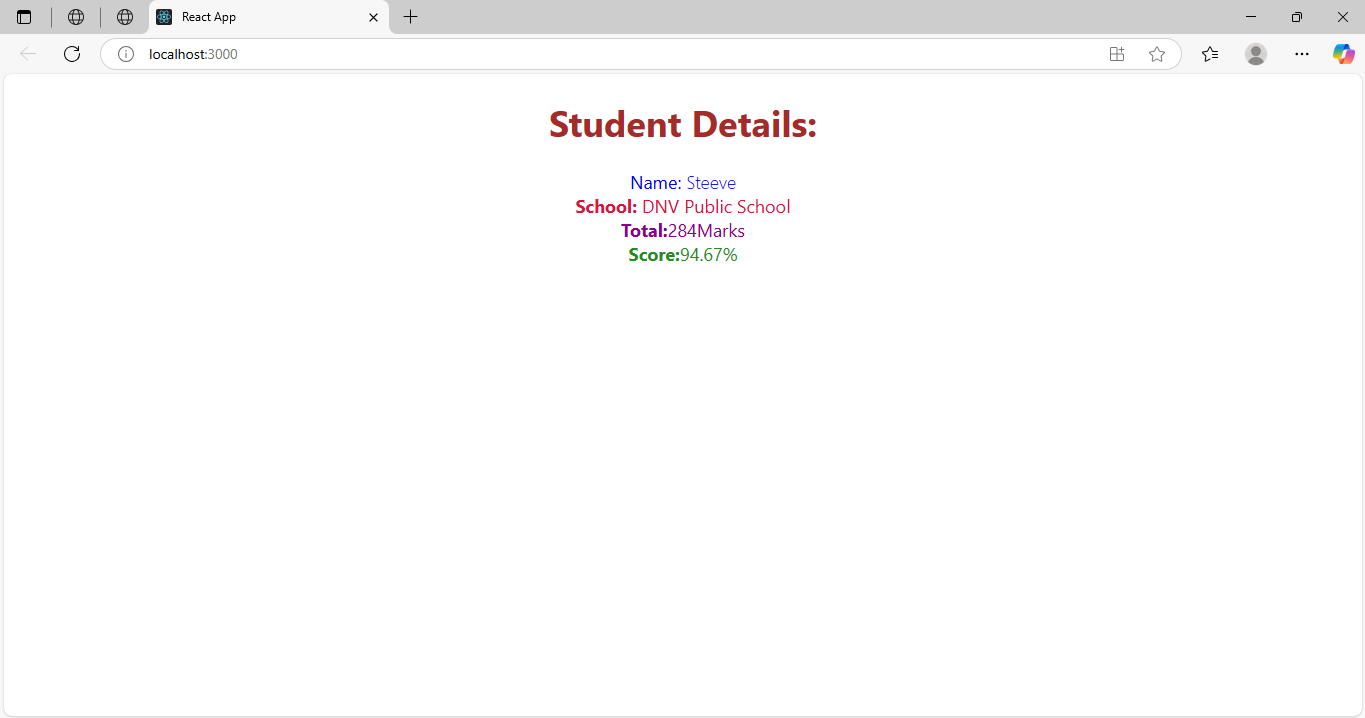 React App
localhost:3000
Student Details:
Name: Steeve
School: DNV Public School
Total:284Marks
Score:94.67%